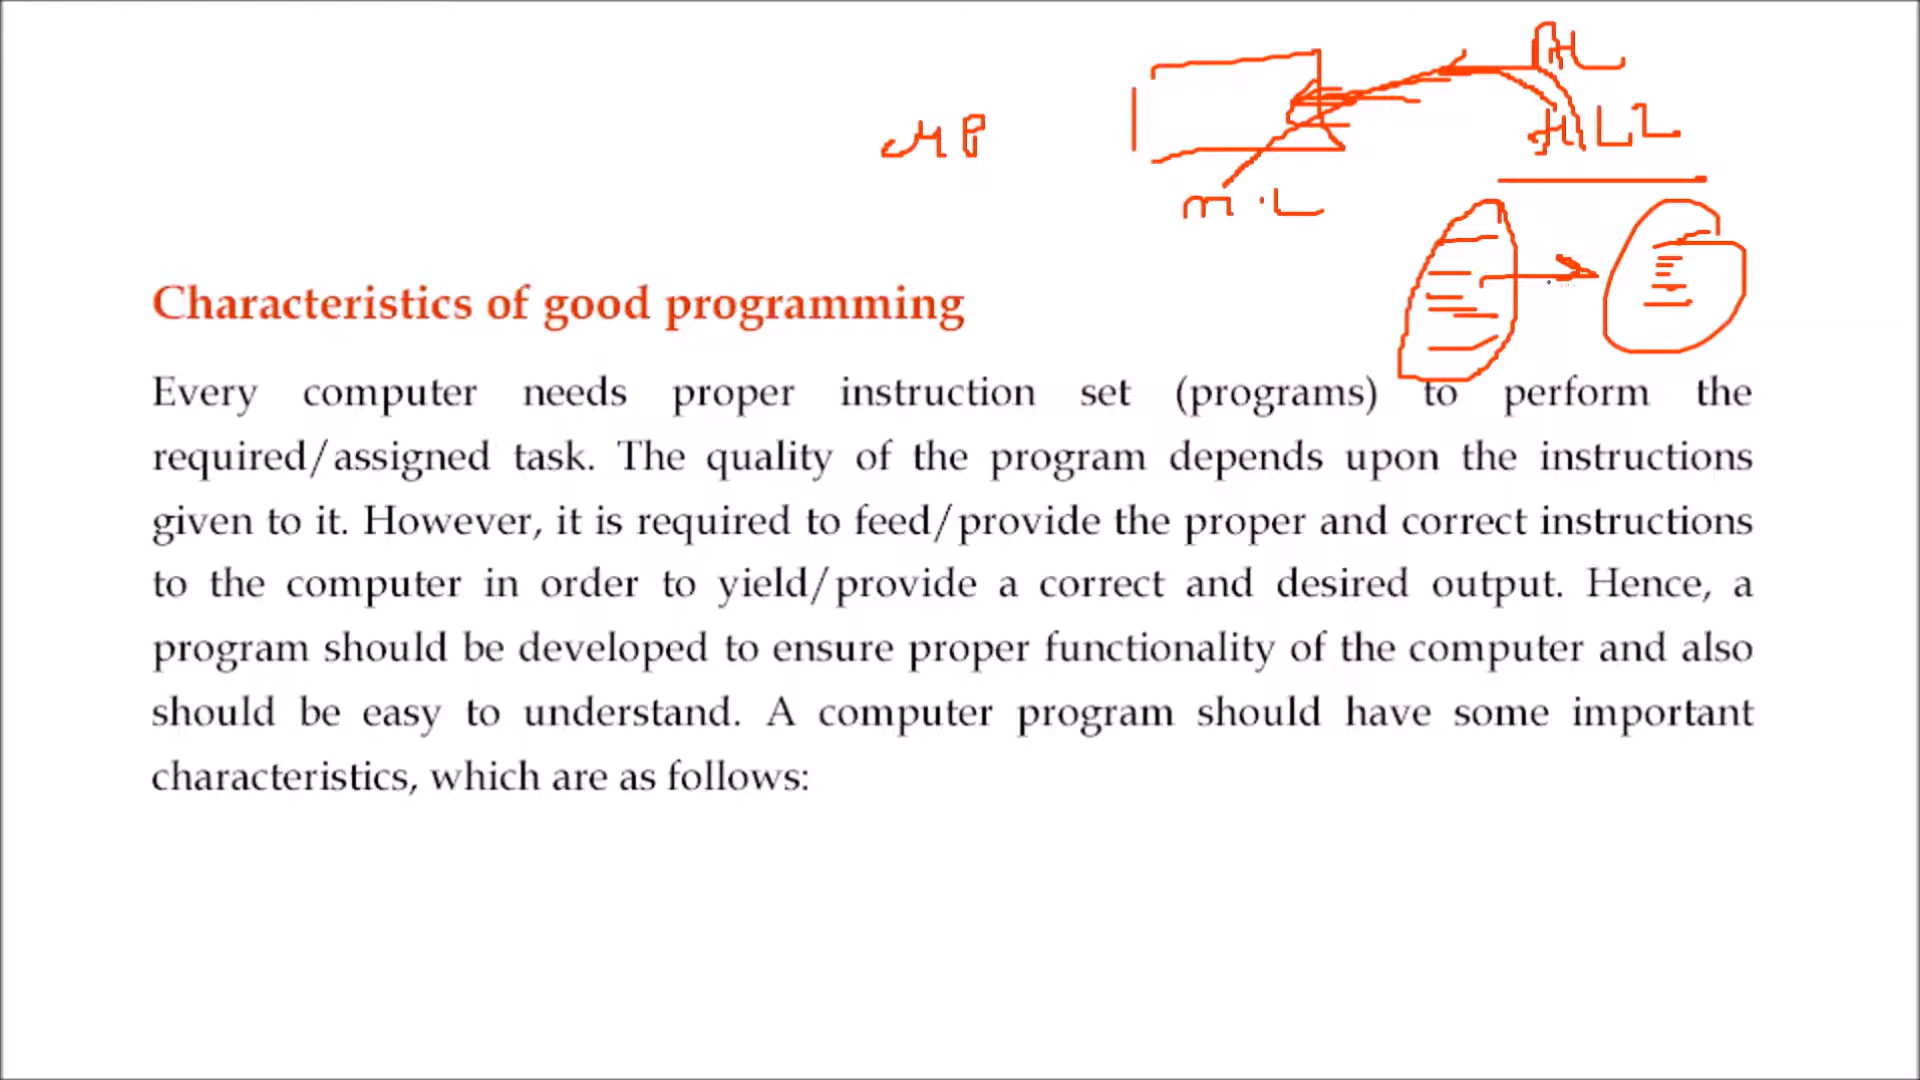 AL
MP
HLL
M.L
Characteristics of good programming
Every computer needs proper instruction set (programs) to perform the
required/assigned task. The quality of the program depends upon the instructions
given to it. However, it is required to feed/provide the proper and correct instructions
to the computer in order to yield/provide a correct and desired output. Hence, a
program should be developed to ensure proper functionality of the computer and also
should be easy to understand. A computer program should have some important
characteristics, which are as follows: